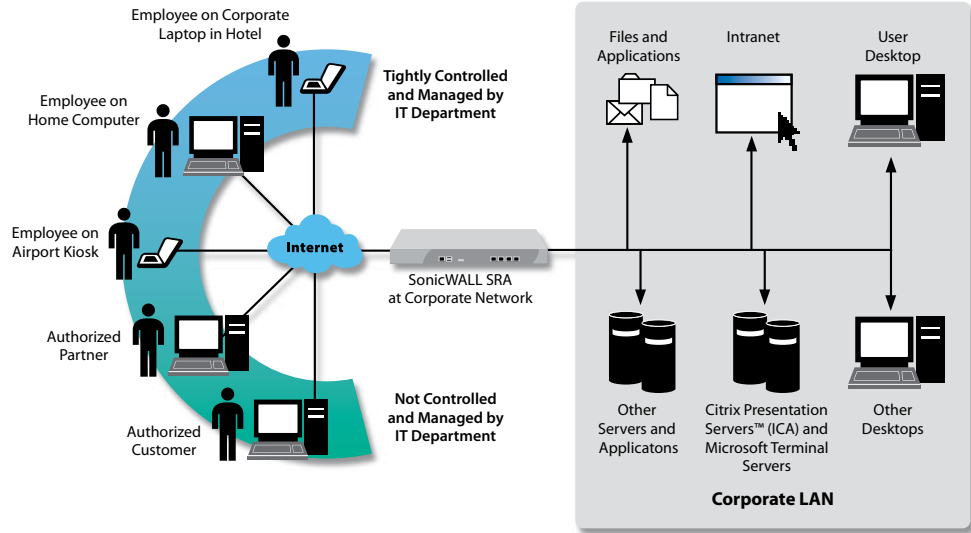 Employee on Corporate
Laptop in Hotel
Tightly Controlled
and Managed by
IT Department
Employee on
Home Computer
Employee on
Airport Kiosk
Internet
SonicWALL SRA
at Corporate Network
Authorized
Partner
Authorized
Customer
Not Controlled
and Managed by
IT Department
Files and
Applications
Intranet
User
Desktop
Other
Servers and
Applicatons
Citrix Presentation
Servers™ (ICA) and
Microsoft Terminal
Servers
Other
Desktops
Corporate LAN